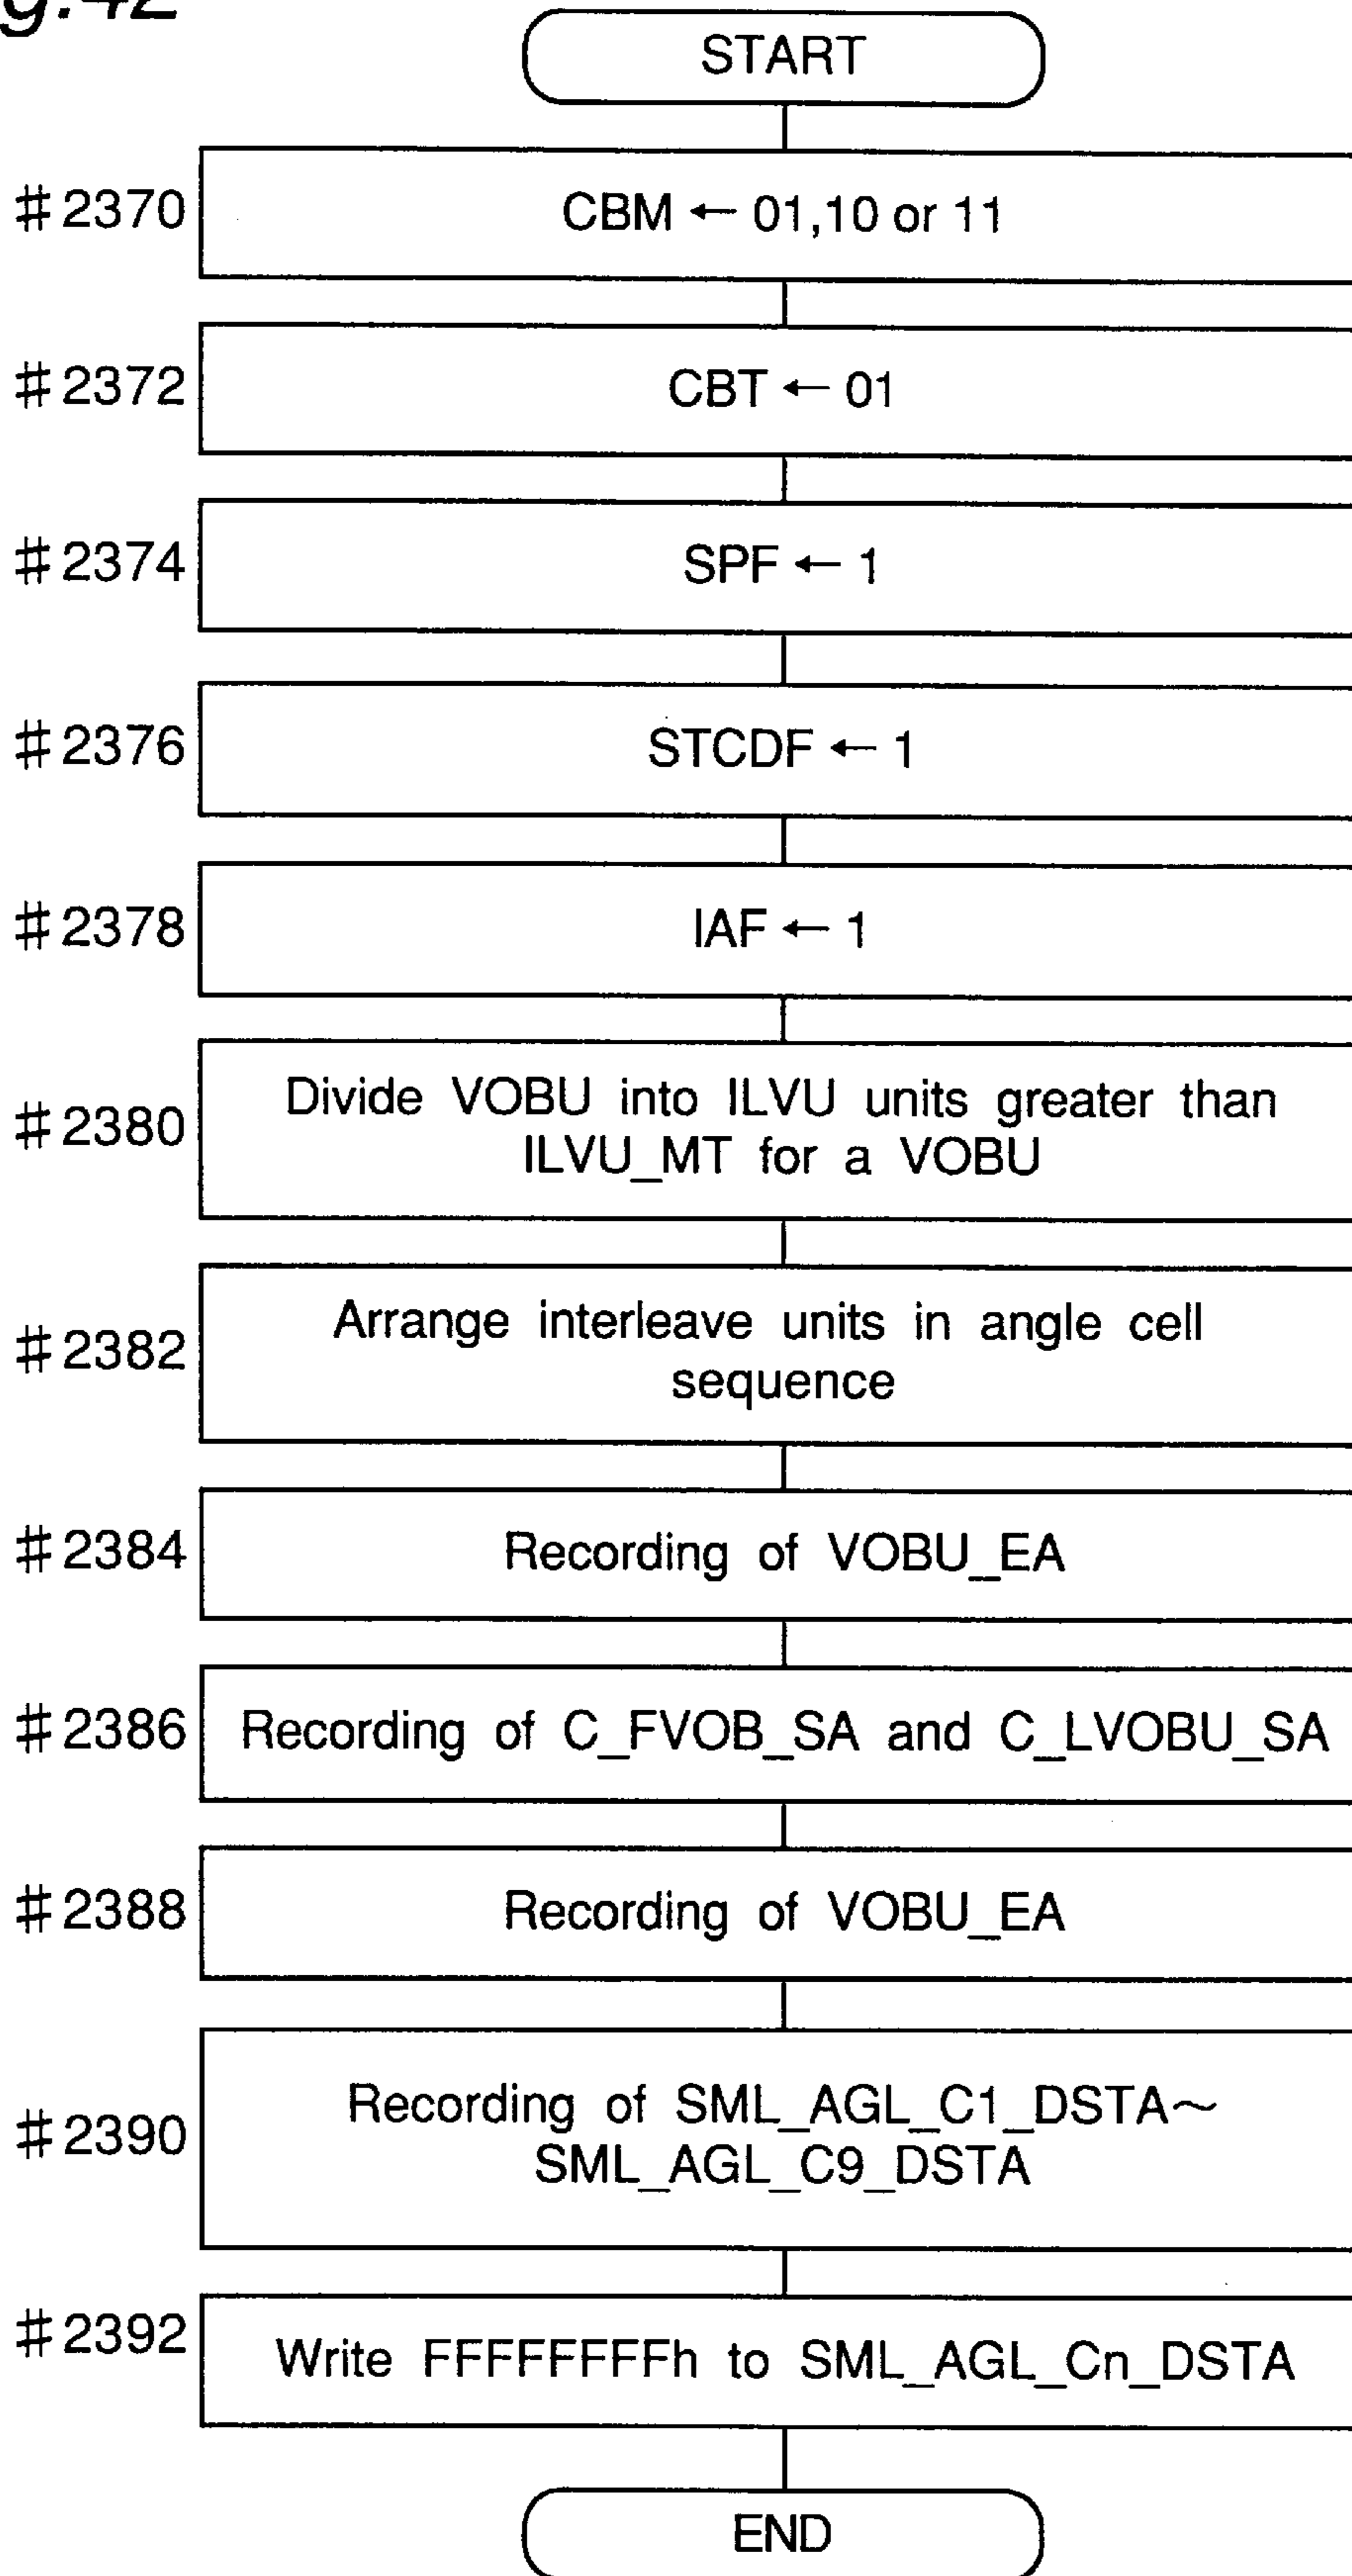 g.42
START
#2370 CBM ← 01,10 or 11
#2372 CBT ← 01
#2374 SPF ← 1
#2376 STCDF ← 1
#2378 IAF ← 1
#2380 Divide VOBU into ILVU units greater than
ILVU_MT for a VOBU
#2382 Arrange interleave units in angle cell
sequence
#2384 Recording of VOBU_EA
#2386 Recording of C_FVOB_SA and C_LVOBU_SA
#2388 Recording of VOBU_EA
#2390 Recording of SML_AGL_C1_DSTA~
SML_AGL_C9_DSTA
#2392 Write FFFFFFFFh to SML_AGL_Cn_DSTA
END